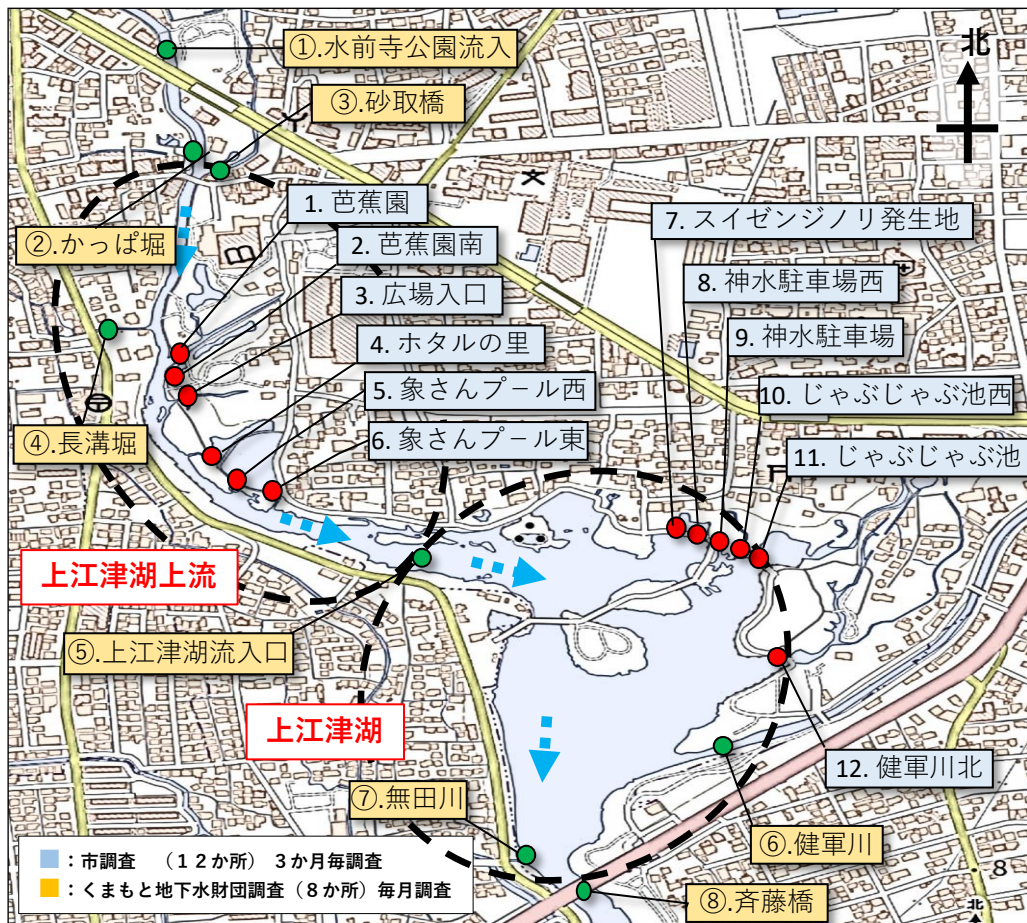 ①.水前寺公園流入
北
③.砂取橋
1. 芭蕉園
7. スイゼンジノリ発生地
②.かっぱ堀
2. 芭蕉園南
8. 神水駐車場西
3. 広場入口
9. 神水駐車場
4. ホタルの里
5. 象さんプール西
10. じゃぶじゃぶ池西
④.長溝堀
6. 象さんプール東
11. じゃぶじゃぶ池
上江津湖上流
⑤.上江津湖流入口
上江津湖
12. 健軍川北
⑦.無田川
⑥.健軍川
■：市調査　（１２か所）３か月毎調査
■：くまもと地下水財団調査（８か所）毎月調査
⑧.斉藤橋
8
北